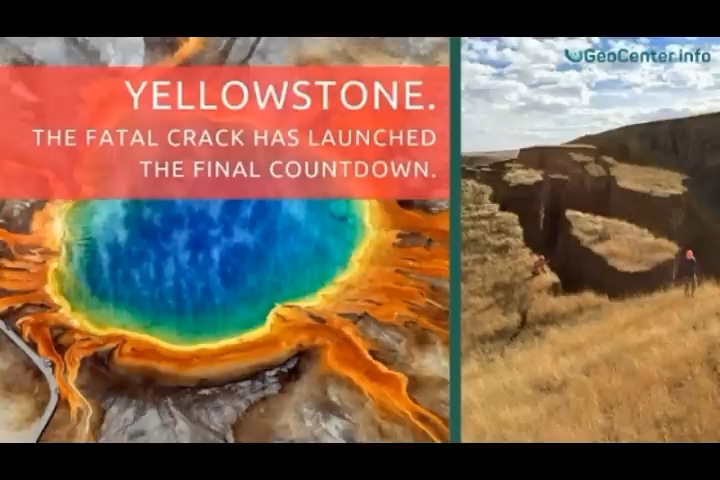 YELLOWSTONE.
THE FATAL CRACK HAS LAUNCHED
THE FINAL COUNTDOWN.
GeoCenter.info